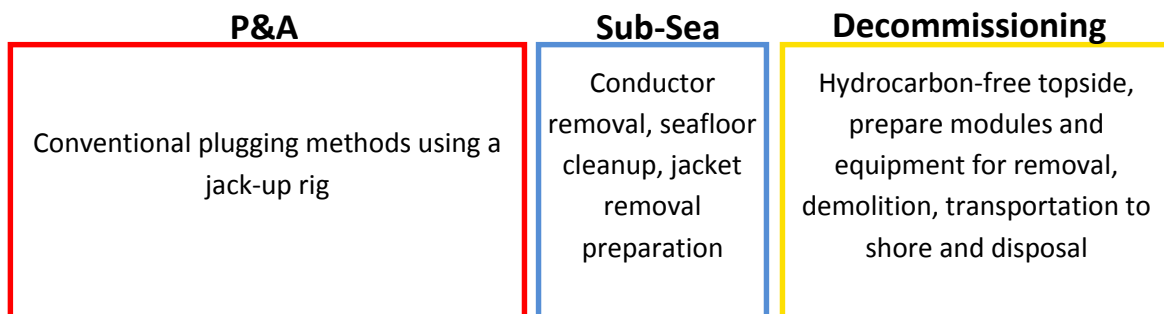 P&A
Conventional plugging methods using a
jack-up rig
Sub-Sea
Conductor
removal, seafloor
cleanup, jacket
removal
preparation
Decommissioning
Hydrocarbon-free topside,
prepare modules and
equipment for removal,
demolition, transportation to
shore and disposal